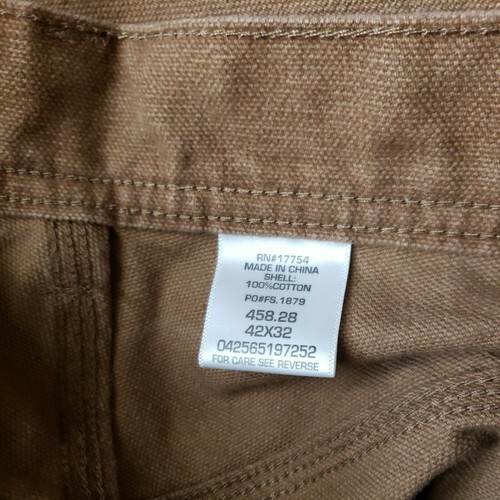 RN#17754
MADE IN CHINA
SHELL:
100%COTTON
PO#FS.1879
458.28
42X32
042565197252
FOR CARE SEE REVERSE